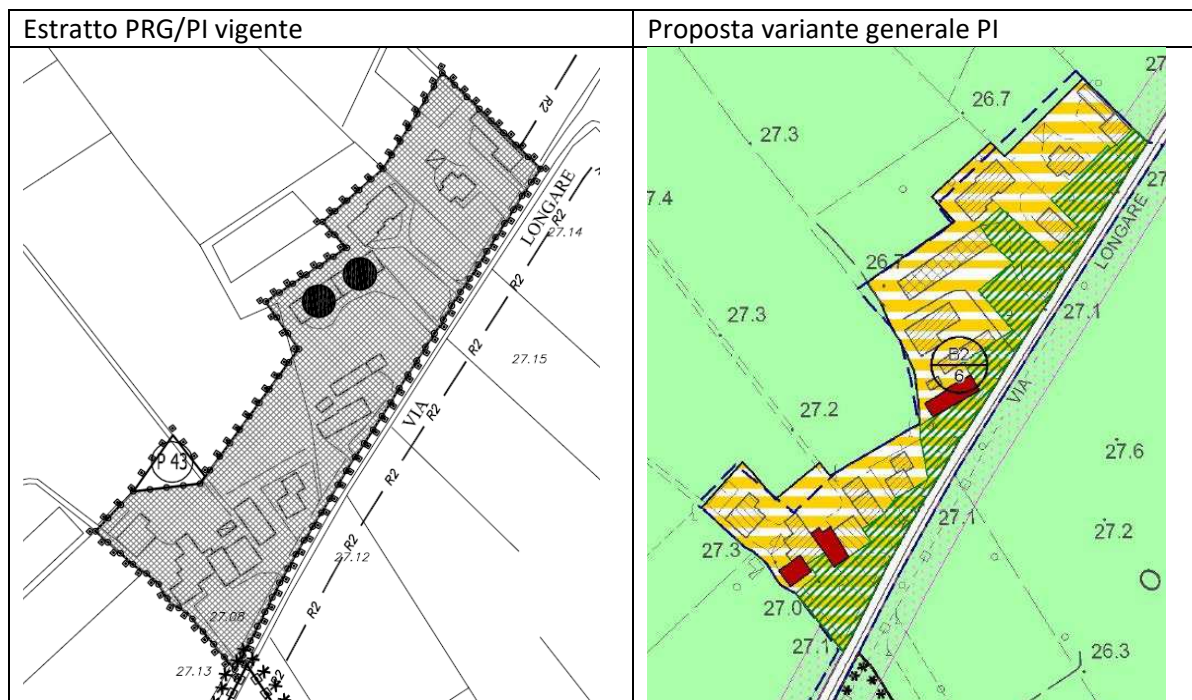 Estratto PRG/PI vigente
Proposta variante generale PI
R2
LONGARE
R2
27.14
R2
27.15
R2
VIA
R2
P 43
R2
27.12
R2
R2
27.08
27.13
R2
27
26.7
27.3
27
7.4
LONGARE
26.7
27.1
27.3
B2
6
VIA
27.2
27.6
27.1
27.2
27.3
27.0
27.1
26.3